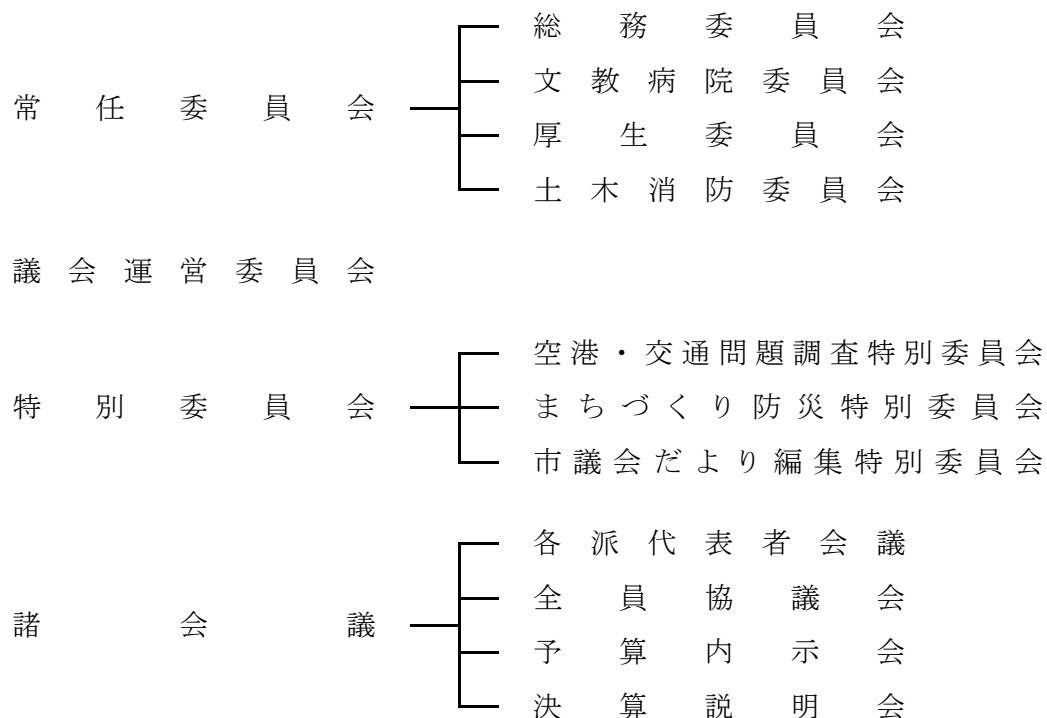 常任委員会
総務委員会
文教病院委員会
厚生委員会
土木消防委員会
議会運営委員会
特別委員会
空港・交通問題調査特別委員会
まちづくり防災特別委員会
市議会だより編集特別委員会
諸会議
各派代表者会議
全員協議会
予算内示会
決算説明会